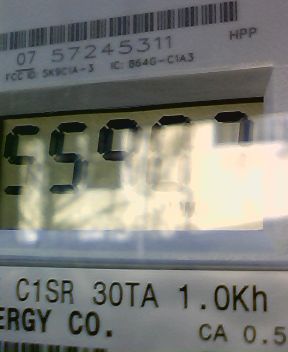 HPP
07 57245311
FCC ID: SK9C1A-3 IC: 864G-C1A3
C1SR 30TA 1.0Kh
ERGY CO.
CA 0.5